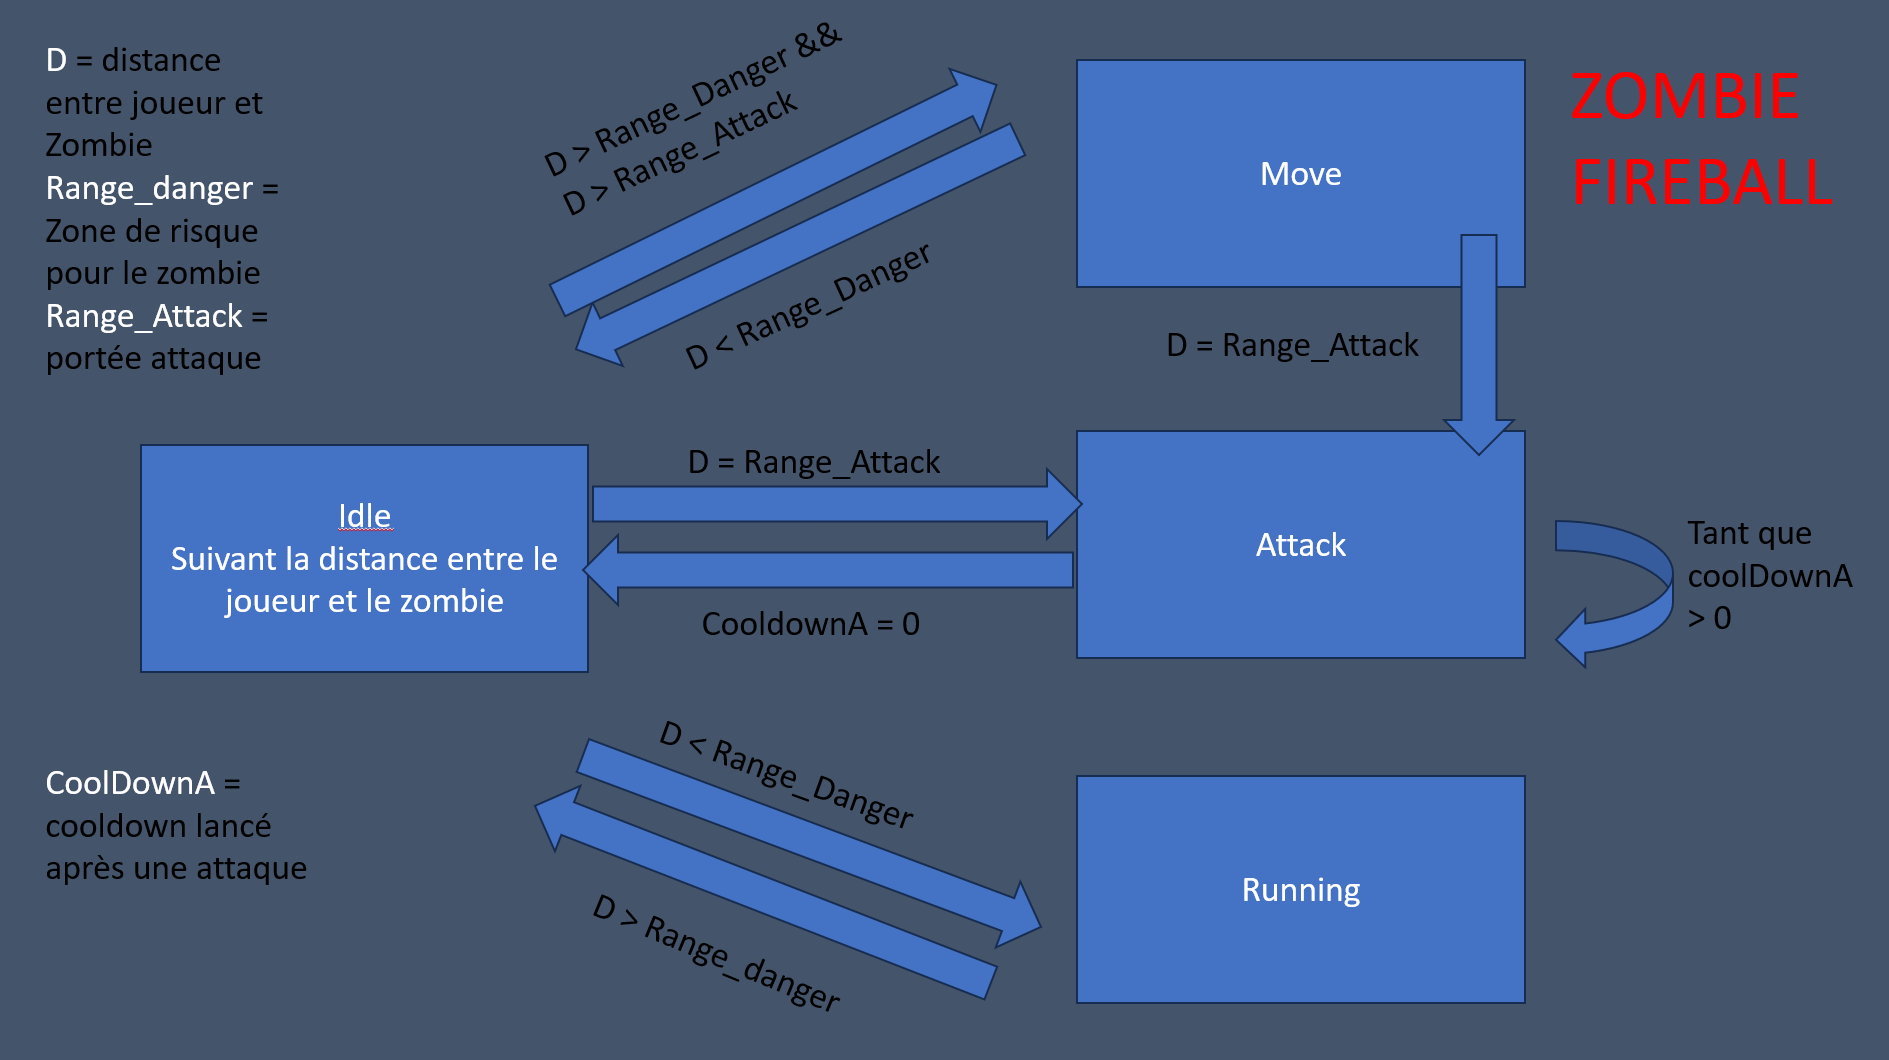 D = distance
entre joueur et
Zombie
Range_danger =
Zone de risque
pour le zombie
Range_Attack =
portée attaque
D > Range_Danger &&
D > Range_Attack
D < Range_Danger
Move
ZOMBIE
FIREBALL
D = Range_Attack
Idle
Suivant la distance entre le
joueur et le zombie
D = Range_Attack
CooldownA = 0
Attack
Tant que
coolDownA
> 0
CoolDownA =
cooldown lancé
après une attaque
D < Range_Danger
D > Range_danger
Running